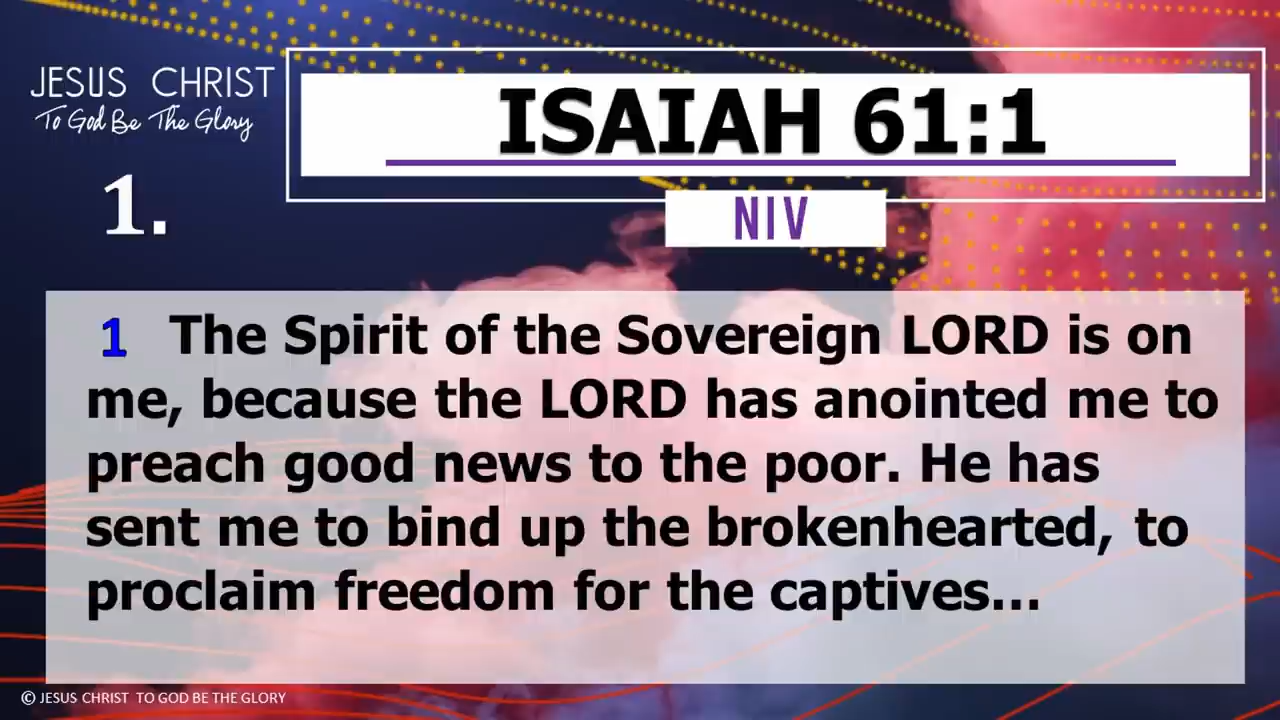 JESUS CHRIST
To God Be The Glory
ISAIAH 61:1
NIV
1.
1 The Spirit of the Sovereign LORD is on
me, because the LORD has anointed me to
preach good news to the poor. He has
sent me to bind up the brokenhearted, to
proclaim freedom for the captives...
© JESUS CHRIST TO GOD BE THE GLORY